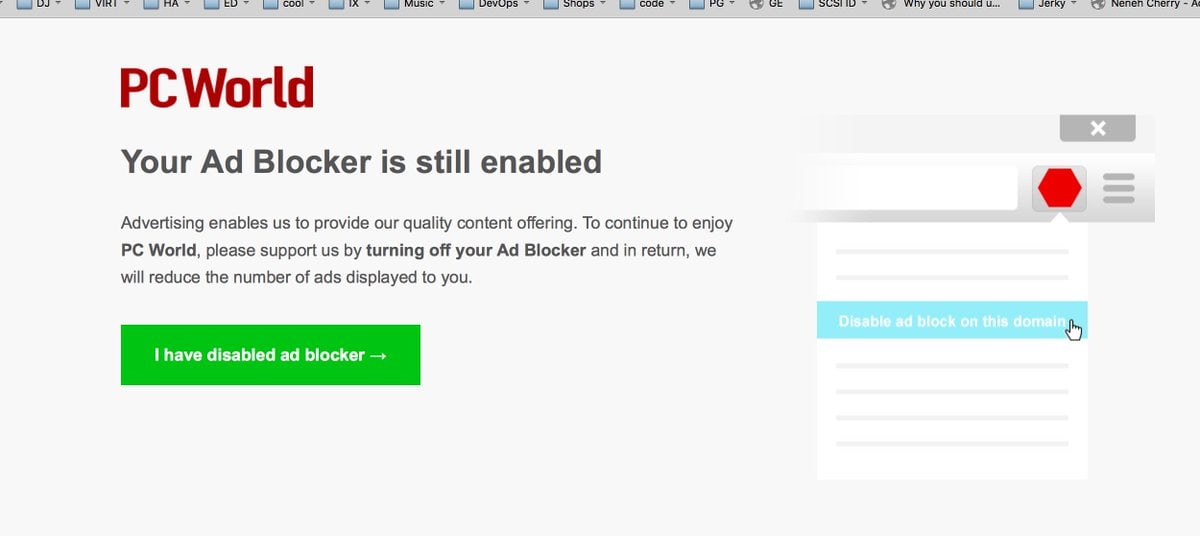 DJ VIRT HA ED cool IX Music DevOps Shops code PG GE SCSI ID Why you should u... Jerky Neneh Cherry -
PCWorld
Your Ad Blocker is still enabled
Advertising enables us to provide our quality content offering. To continue to enjoy
PC World, please support us by turning off your Ad Blocker and in return, we
will reduce the number of ads displayed to you.
I have disabled ad blocker →
Disable ad block on this domain